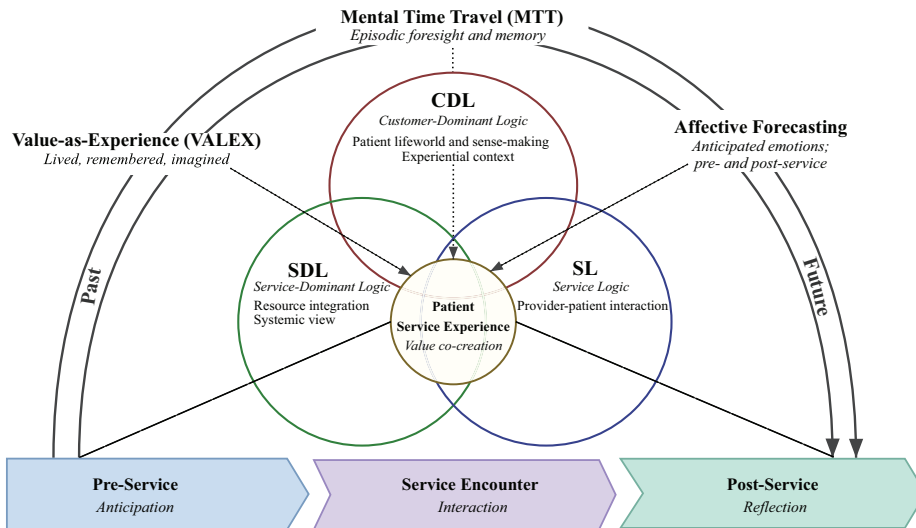 Mental Time Travel (MTT)
Episodic foresight and memory
CDL
Customer-Dominant Logic
Patient lifeworld and sense-making
Experiential context
Value-as-Experience (VALEX)
Lived, remembered, imagined
Affective Forecasting
Anticipated emotions;
pre- and post-service
Past
Future
SDL
Service-Dominant Logic
Resource integration
Systemic view
SL
Service Logic
Provider-patient interaction
Patient
Service Experience
Value co-creation
Pre-Service
Anticipation
Service Encounter
Interaction
Post-Service
Reflection